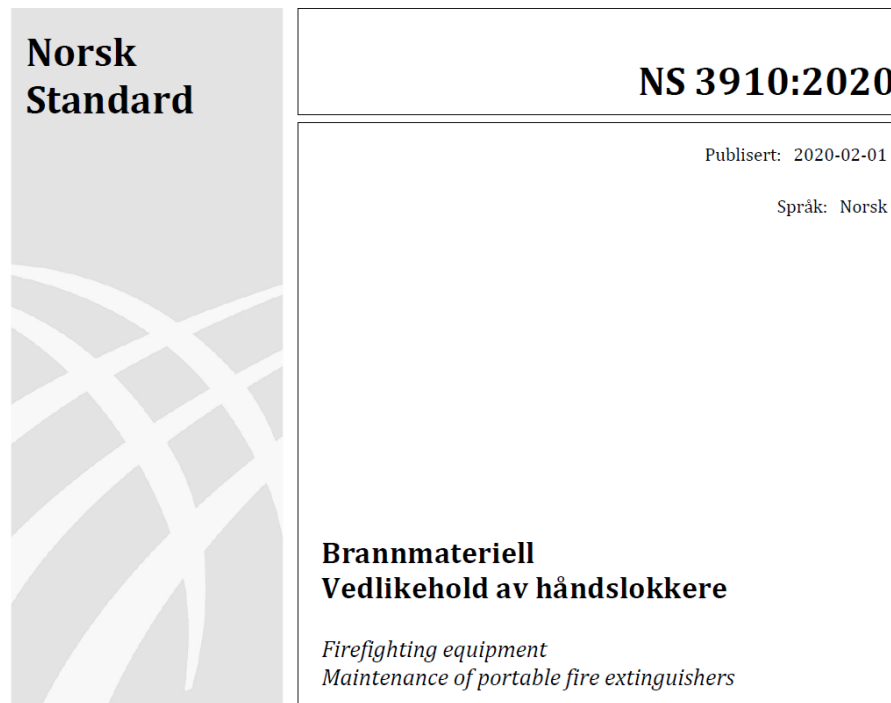 Norsk
Standard
NS 3910:2020
Publisert: 2020-02-01
Språk: Norsk
Brannmateriell
Vedlikehold av håndslokkere
Firefighting equipment
Maintenance of portable fire extinguishers